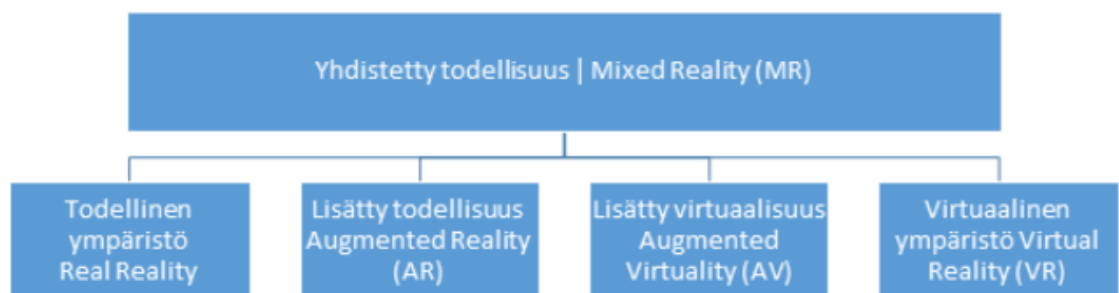 Yhdistetty todellisuus | Mixed Reality (MR)
Todellinen
ympäristö
Real Reality
Lisätty todellisuus
Augmented Reality
(AR)
Lisätty virtuaalisuus
Augmented
Virtuality (AV)
Virtuaalinen
ympäristö Virtual
Reality (VR)